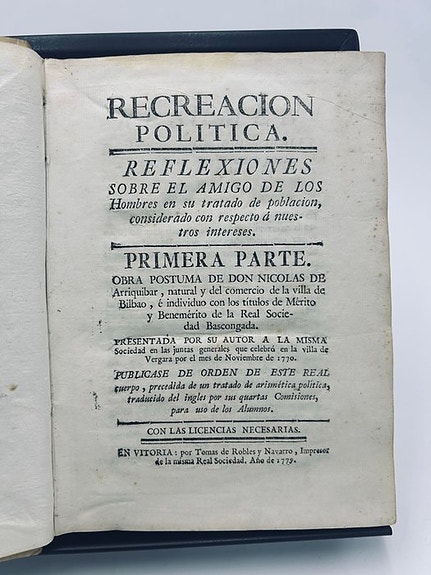 RECREACION
POLITICA.
REFLEXIONES
SOBRE EL AMIGO DE LOS
Hombres en su tratado de poblacion,
considerado con respecto á nues-
tros intereses.
PRIMERA PARTE.
OBRA POSTUMA DE DON NICOLAS DE
Arriquibar, natural y del comercio de la villa de
Bilbao, é individuo con los titulos de Mérito
y Benemérito de la Real Socie-
dad Bascongada.
PRESENTADA POR SU AUTOR A LA MISMA
Sociedad en las juntas generales que celebró en la villa de
Vergara por el mes de Noviembre de 1770.
PUBLICASE DE ORDEN DE ESTE REAL
cuerpo, precedida de un tratado de arismética política,
traducido del ingles por sus quartas Comisiones,
para uso de los Alumnos.
CON LAS LICENCIAS NECESARIAS.
EN VITORIA: por Tomas de Robles y Navarro, Impresor
de la misma Real Sociedad. Año de 1779.